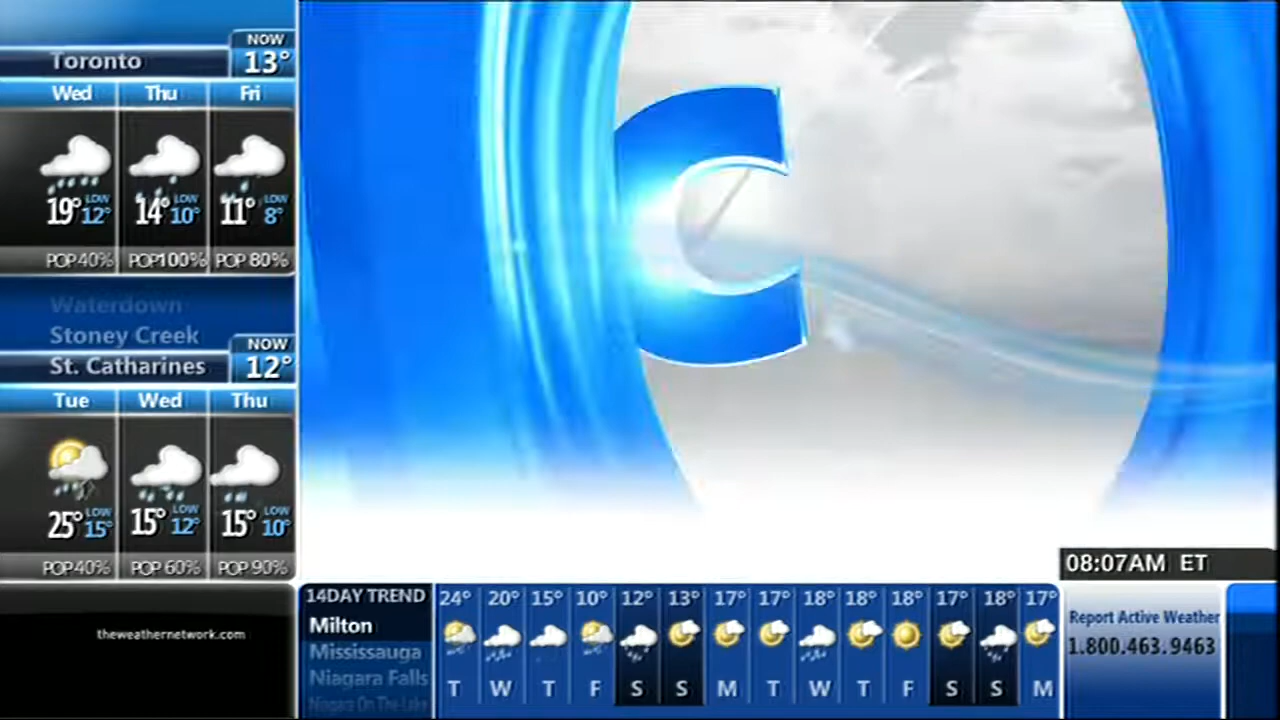 NOW
Toronto 13°
Wed Thu Fri
19° LOW 12° 14° LOW 10° 11° LOW 8°
POP 40% POP 100% POP 80%
Waterdown
Stoney Creek
NOW
St. Catharines 12°
Tue Wed Thu
25° LOW 15° 15° LOW 12° 15° LOW 10°
POP 40% POP 60% POP 90%
theweathernetwork.com
C
08:07AM ET
14DAY TREND
Milton
Mississauga
Niagara Falls
Niagara On The Lake
24° 20° 15° 10° 12° 13° 17° 17° 18° 18° 18° 17° 18° 17°
T W T F S S M T W T F S S M
Report Active Weather
1.800.463.9463